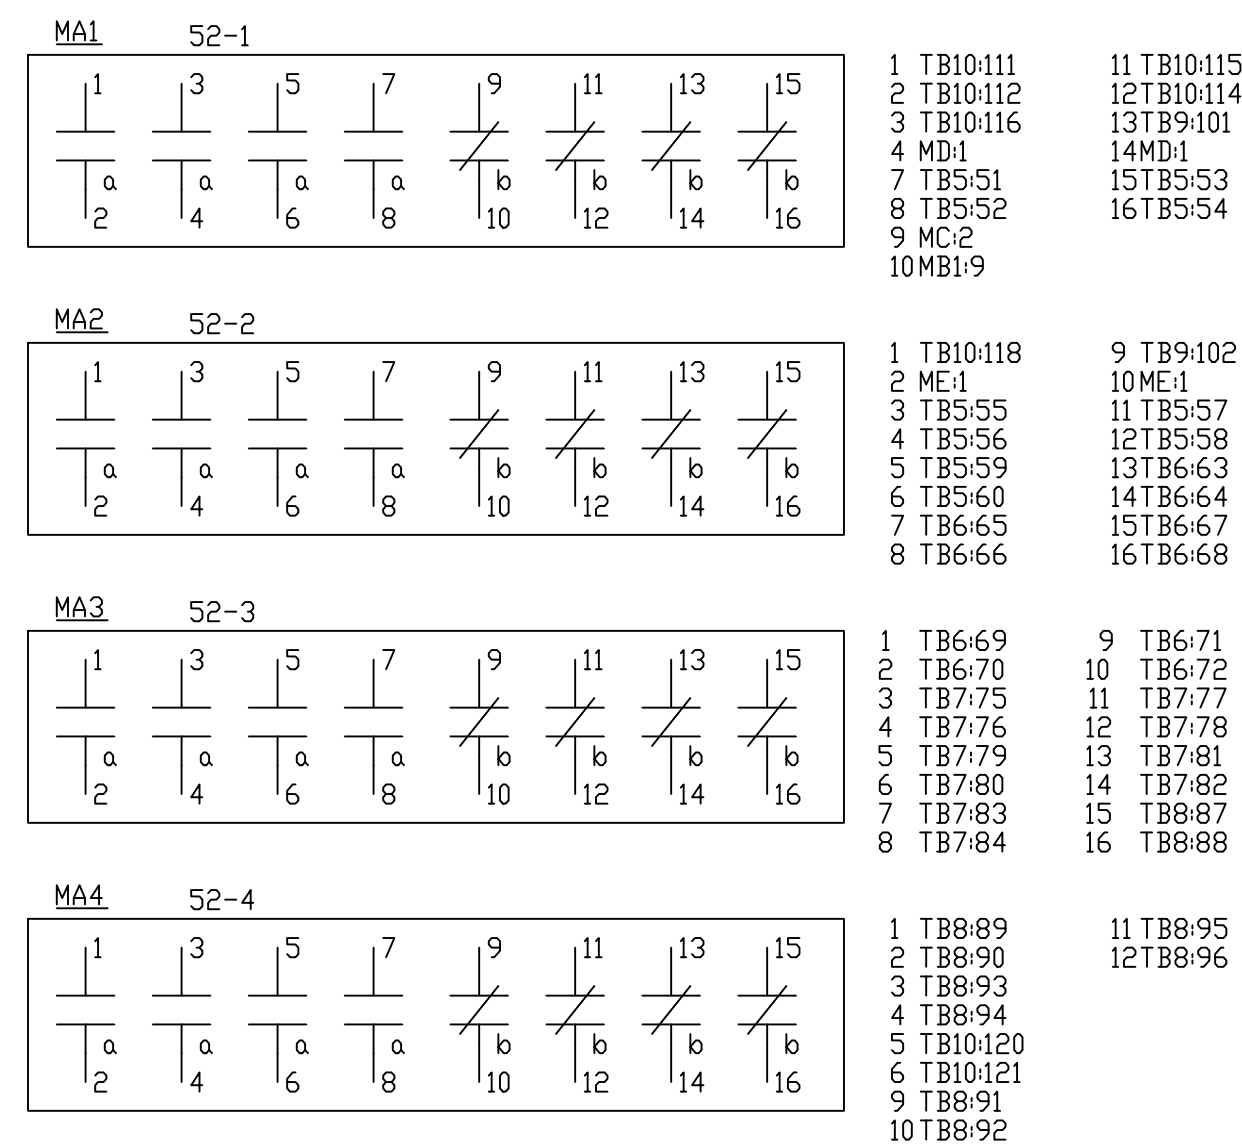 MA1 52-1
1 3 5 7 9 11 13 15
a a a a b b b b
2 4 6 8 10 12 14 16
1 TB10:111 11 TB10:115
2 TB10:112 12 TB10:114
3 TB10:116 13 TB9:101
4 MD:1 14 MD:1
7 TB5:51 15 TB5:53
8 TB5:52 16 TB5:54
9 MC:2
10 MB1:9
MA2 52-2
1 3 5 7 9 11 13 15
a a a a b b b b
2 4 6 8 10 12 14 16
1 TB10:118 9 TB9:102
2 ME:1 10 ME:1
3 TB5:55 11 TB5:57
4 TB5:56 12 TB5:58
5 TB5:59 13 TB6:63
6 TB5:60 14 TB6:64
7 TB6:65 15 TB6:67
8 TB6:66 16 TB6:68
MA3 52-3
1 3 5 7 9 11 13 15
a a a a b b b b
2 4 6 8 10 12 14 16
1 TB6:69 9 TB6:71
2 TB6:70 10 TB6:72
3 TB7:75 11 TB7:77
4 TB7:76 12 TB7:78
5 TB7:79 13 TB7:81
6 TB7:80 14 TB7:82
7 TB7:83 15 TB8:87
8 TB7:84 16 TB8:88
MA4 52-4
1 3 5 7 9 11 13 15
a a a a b b b b
2 4 6 8 10 12 14 16
1 TB8:89 11 TB8:95
2 TB8:90 12 TB8:96
3 TB8:93
4 TB8:94
5 TB10:120
6 TB10:121
9 TB8:91
10 TB8:92